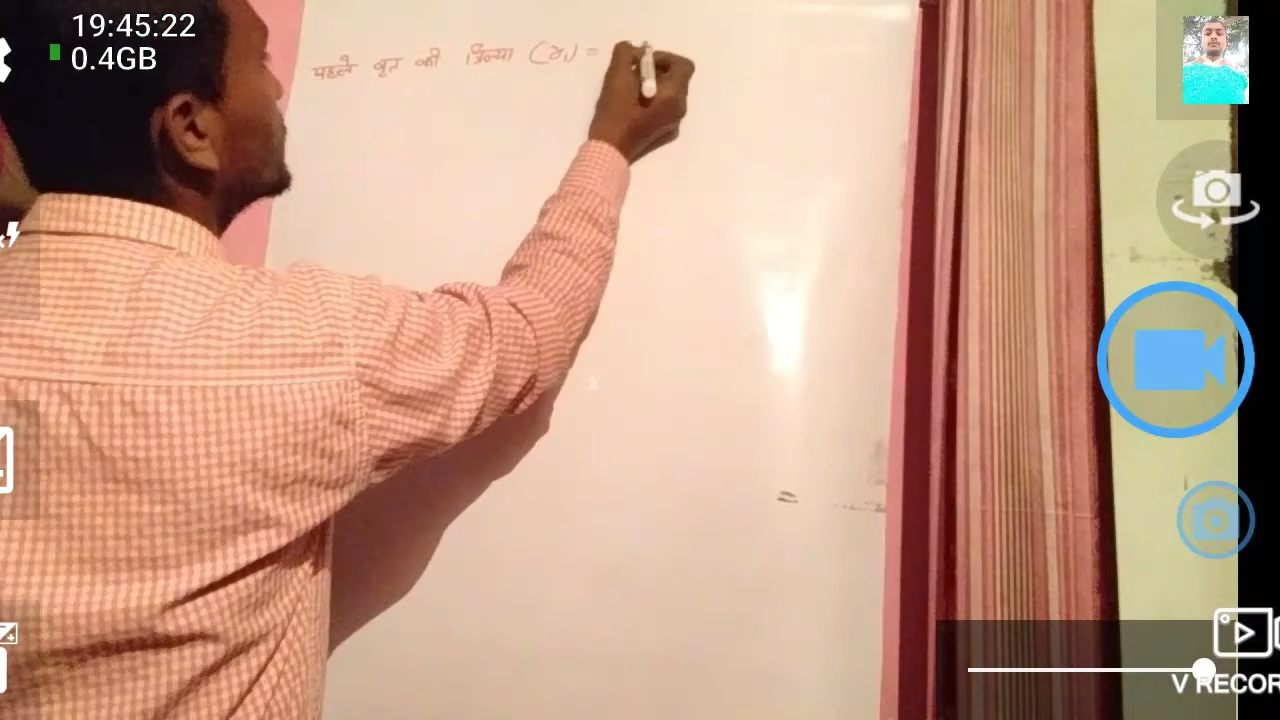 19:45:22
0.4GB
पहले वृत की त्रिज्या (r₁) =
V RECOR